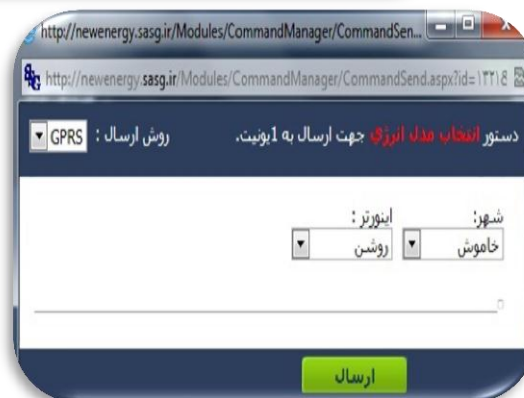 http://newenergy.sasg.ir/Modules/CommandManager/CommandSen...
http://newenergy.sasg.ir/Modules/CommandManager/CommandSend.aspx?id=۱۳۲۱۶
دستور انتخاب مدل انرژي جهت ارسال به 1یونیت. روش ارسال : GPRS
شهر: اینورتر :
خاموش روشن
ارسال